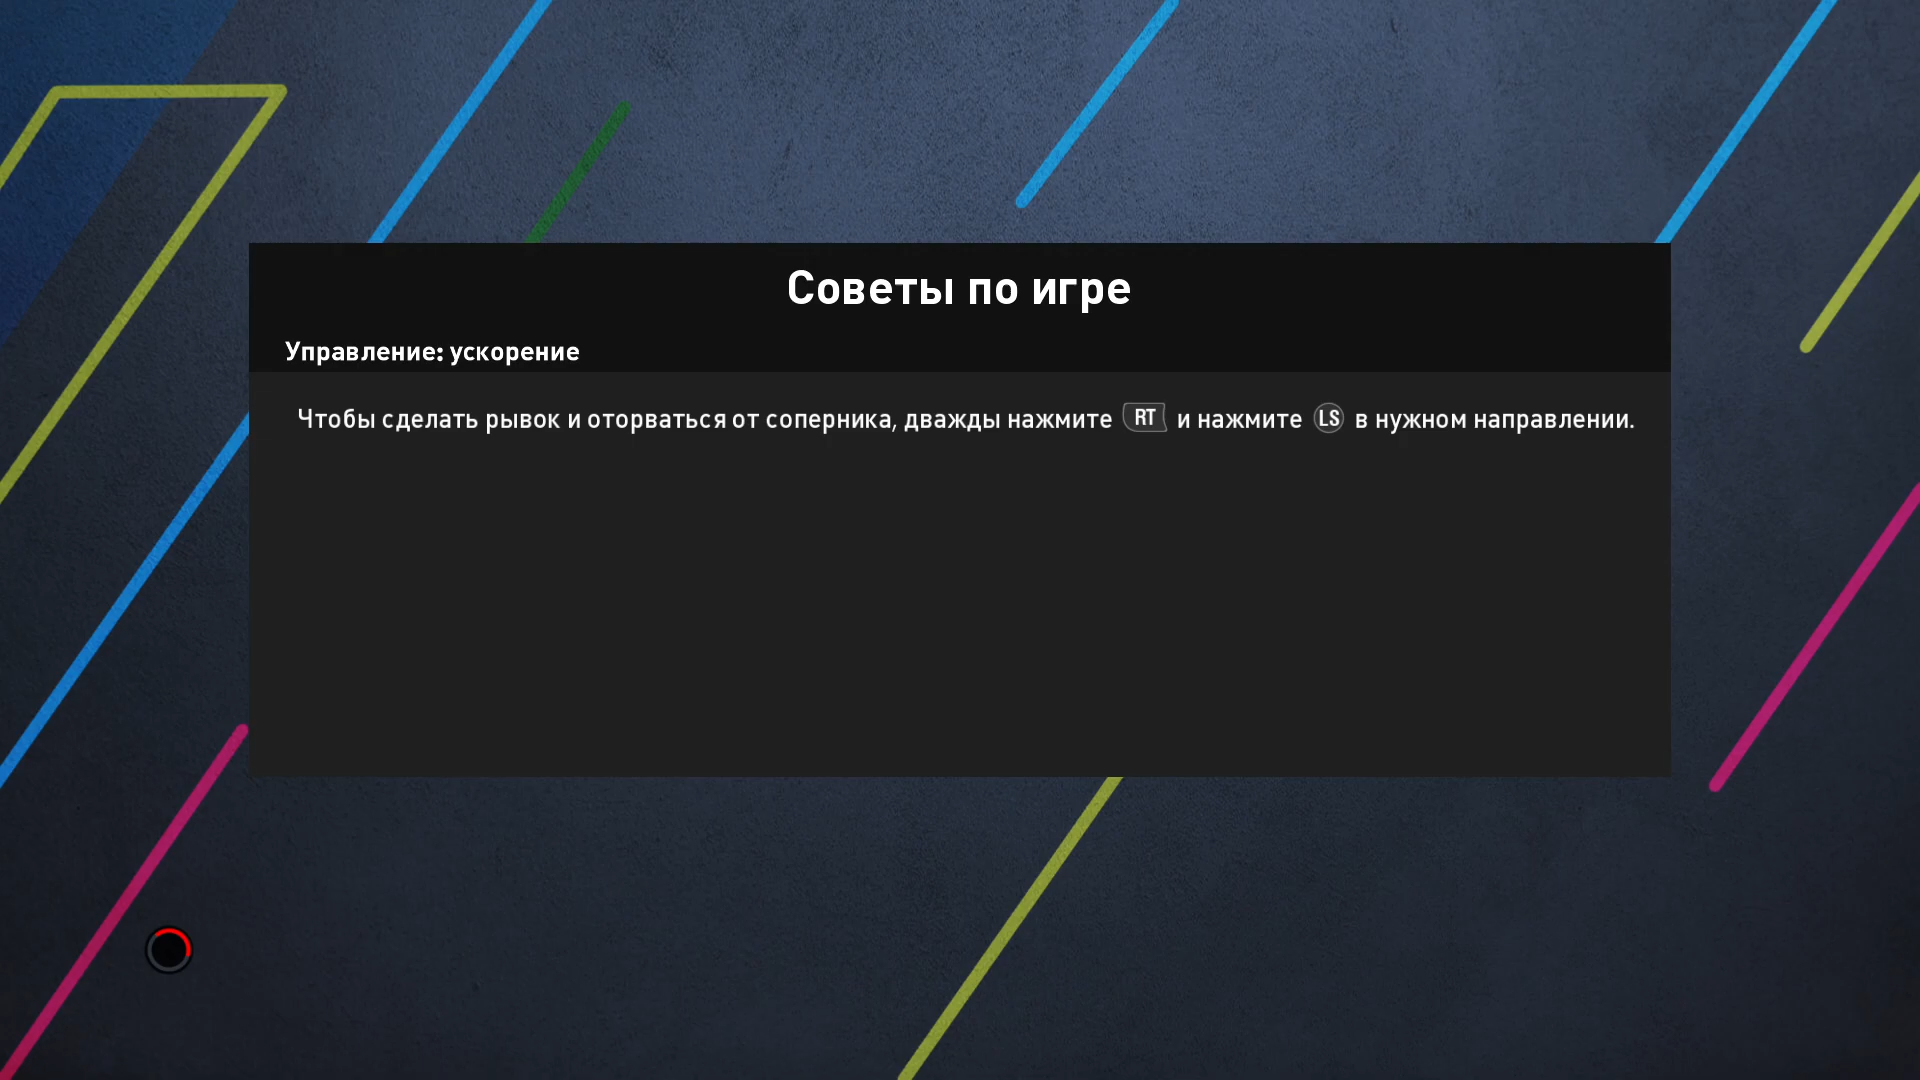 Советы по игре
Управление: ускорение
Чтобы сделать рывок и оторваться от соперника, дважды нажмите RT и нажмите LS в нужном направлении.